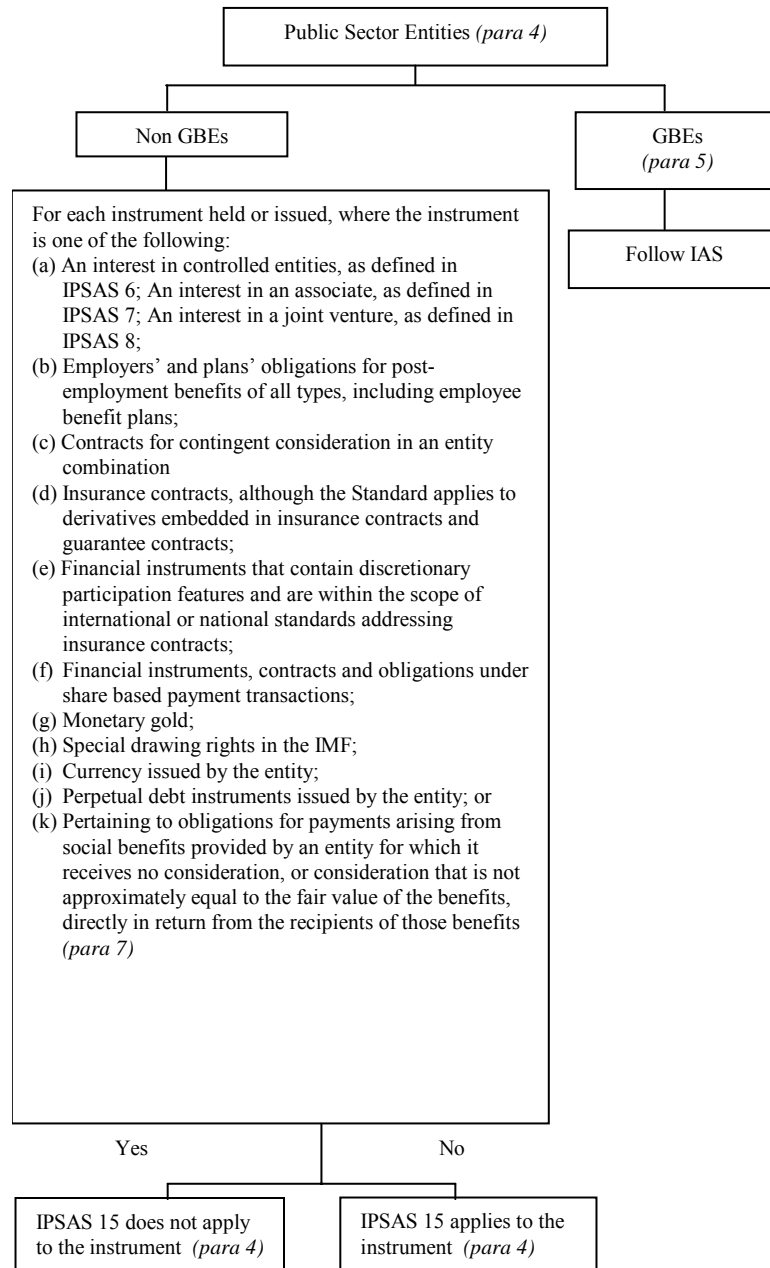 Public Sector Entities (para 4)
Non GBEs
GBEs
(para 5)
Follow IAS
For each instrument held or issued, where the instrument
is one of the following:
(a) An interest in controlled entities, as defined in
IPSAS 6; An interest in an associate, as defined in
IPSAS 7; An interest in a joint venture, as defined in
IPSAS 8;
(b) Employers’ and plans’ obligations for post-
employment benefits of all types, including employee
benefit plans;
(c) Contracts for contingent consideration in an entity
combination
(d) Insurance contracts, although the Standard applies to
derivatives embedded in insurance contracts and
guarantee contracts;
(e) Financial instruments that contain discretionary
participation features and are within the scope of
international or national standards addressing
insurance contracts;
(f) Financial instruments, contracts and obligations under
share based payment transactions;
(g) Monetary gold;
(h) Special drawing rights in the IMF;
(i) Currency issued by the entity;
(j) Perpetual debt instruments issued by the entity; or
(k) Pertaining to obligations for payments arising from
social benefits provided by an entity for which it
receives no consideration, or consideration that is not
approximately equal to the fair value of the benefits,
directly in return from the recipients of those benefits
(para 7)
Yes
No
IPSAS 15 does not apply
to the instrument (para 4)
IPSAS 15 applies to the
instrument (para 4)